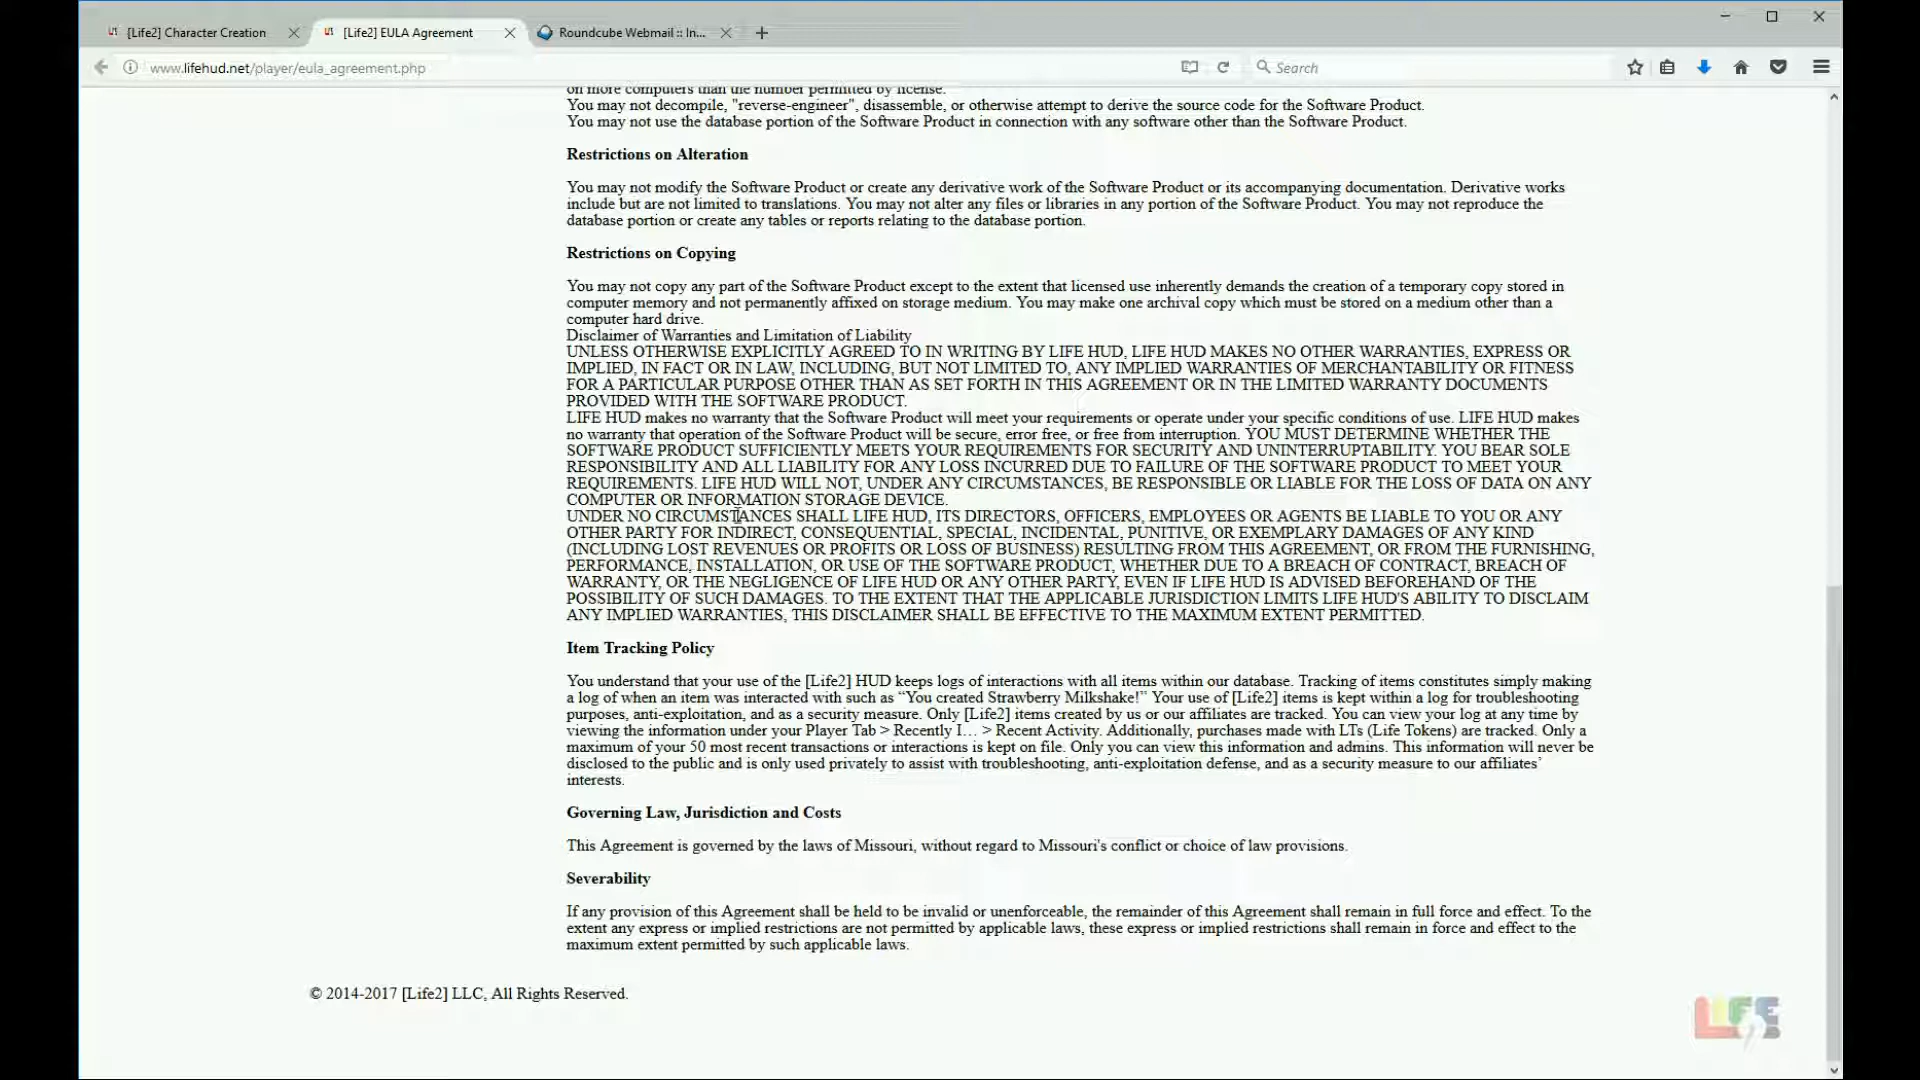 [Life2] Character Creation
[Life2] EULA Agreement
Roundcube Webmail :: In...
www.lifehud.net/player/eula_agreement.php
Search
on more computers than the number permitted by license.
You may not decompile, "reverse-engineer", disassemble, or otherwise attempt to derive the source code for the Software Product.
You may not use the database portion of the Software Product in connection with any software other than the Software Product.
Restrictions on Alteration
You may not modify the Software Product or create any derivative work of the Software Product or its accompanying documentation. Derivative works
include but are not limited to translations. You may not alter any files or libraries in any portion of the Software Product. You may not reproduce the
database portion or create any tables or reports relating to the database portion.
Restrictions on Copying
You may not copy any part of the Software Product except to the extent that licensed use inherently demands the creation of a temporary copy stored in
computer memory and not permanently affixed on storage medium. You may make one archival copy which must be stored on a medium other than a
computer hard drive.
Disclaimer of Warranties and Limitation of Liability
UNLESS OTHERWISE EXPLICITLY AGREED TO IN WRITING BY LIFE HUD, LIFE HUD MAKES NO OTHER WARRANTIES, EXPRESS OR
IMPLIED, IN FACT OR IN LAW, INCLUDING, BUT NOT LIMITED TO, ANY IMPLIED WARRANTIES OF MERCHANTABILITY OR FITNESS
FOR A PARTICULAR PURPOSE OTHER THAN AS SET FORTH IN THIS AGREEMENT OR IN THE LIMITED WARRANTY DOCUMENTS
PROVIDED WITH THE SOFTWARE PRODUCT.
LIFE HUD makes no warranty that the Software Product will meet your requirements or operate under your specific conditions of use. LIFE HUD makes
no warranty that operation of the Software Product will be secure, error free, or free from interruption. YOU MUST DETERMINE WHETHER THE
SOFTWARE PRODUCT SUFFICIENTLY MEETS YOUR REQUIREMENTS FOR SECURITY AND UNINTERRUPTABILITY. YOU BEAR SOLE
RESPONSIBILITY AND ALL LIABILITY FOR ANY LOSS INCURRED DUE TO FAILURE OF THE SOFTWARE PRODUCT TO MEET YOUR
REQUIREMENTS. LIFE HUD WILL NOT, UNDER ANY CIRCUMSTANCES, BE RESPONSIBLE OR LIABLE FOR THE LOSS OF DATA ON ANY
COMPUTER OR INFORMATION STORAGE DEVICE.
UNDER NO CIRCUMSTANCES SHALL LIFE HUD, ITS DIRECTORS, OFFICERS, EMPLOYEES OR AGENTS BE LIABLE TO YOU OR ANY
OTHER PARTY FOR INDIRECT, CONSEQUENTIAL, SPECIAL, INCIDENTAL, PUNITIVE, OR EXEMPLARY DAMAGES OF ANY KIND
(INCLUDING LOST REVENUES OR PROFITS OR LOSS OF BUSINESS) RESULTING FROM THIS AGREEMENT, OR FROM THE FURNISHING,
PERFORMANCE, INSTALLATION, OR USE OF THE SOFTWARE PRODUCT, WHETHER DUE TO A BREACH OF CONTRACT, BREACH OF
WARRANTY, OR THE NEGLIGENCE OF LIFE HUD OR ANY OTHER PARTY, EVEN IF LIFE HUD IS ADVISED BEFOREHAND OF THE
POSSIBILITY OF SUCH DAMAGES. TO THE EXTENT THAT THE APPLICABLE JURISDICTION LIMITS LIFE HUD'S ABILITY TO DISCLAIM
ANY IMPLIED WARRANTIES, THIS DISCLAIMER SHALL BE EFFECTIVE TO THE MAXIMUM EXTENT PERMITTED.
Item Tracking Policy
You understand that your use of the [Life2] HUD keeps logs of interactions with all items within our database. Tracking of items constitutes simply making
a log of when an item was interacted with such as “You created Strawberry Milkshake!” Your use of [Life2] items is kept within a log for troubleshooting
purposes, anti-exploitation, and as a security measure. Only [Life2] items created by us or our affiliates are tracked. You can view your log at any time by
viewing the information under your Player Tab > Recently I… > Recent Activity. Additionally, purchases made with LTs (Life Tokens) are tracked. Only a
maximum of your 50 most recent transactions or interactions is kept on file. Only you can view this information and admins. This information will never be
disclosed to the public and is only used privately to assist with troubleshooting, anti-exploitation defense, and as a security measure to our affiliates’
interests.
Governing Law, Jurisdiction and Costs
This Agreement is governed by the laws of Missouri, without regard to Missouri's conflict or choice of law provisions.
Severability
If any provision of this Agreement shall be held to be invalid or unenforceable, the remainder of this Agreement shall remain in full force and effect. To the
extent any express or implied restrictions are not permitted by applicable laws, these express or implied restrictions shall remain in force and effect to the
maximum extent permitted by such applicable laws.
© 2014-2017 [Life2] LLC, All Rights Reserved.
LIFE 2